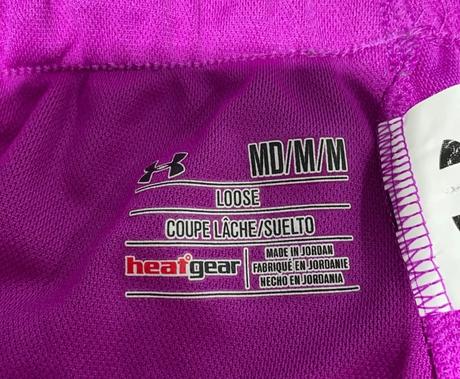 MD/M/M
LOOSE
COUPE LÂCHE/SUELTO
heatgear
MADE IN JORDAN
FABRIQUÉ EN JORDANIE
HECHO EN JORDANIA